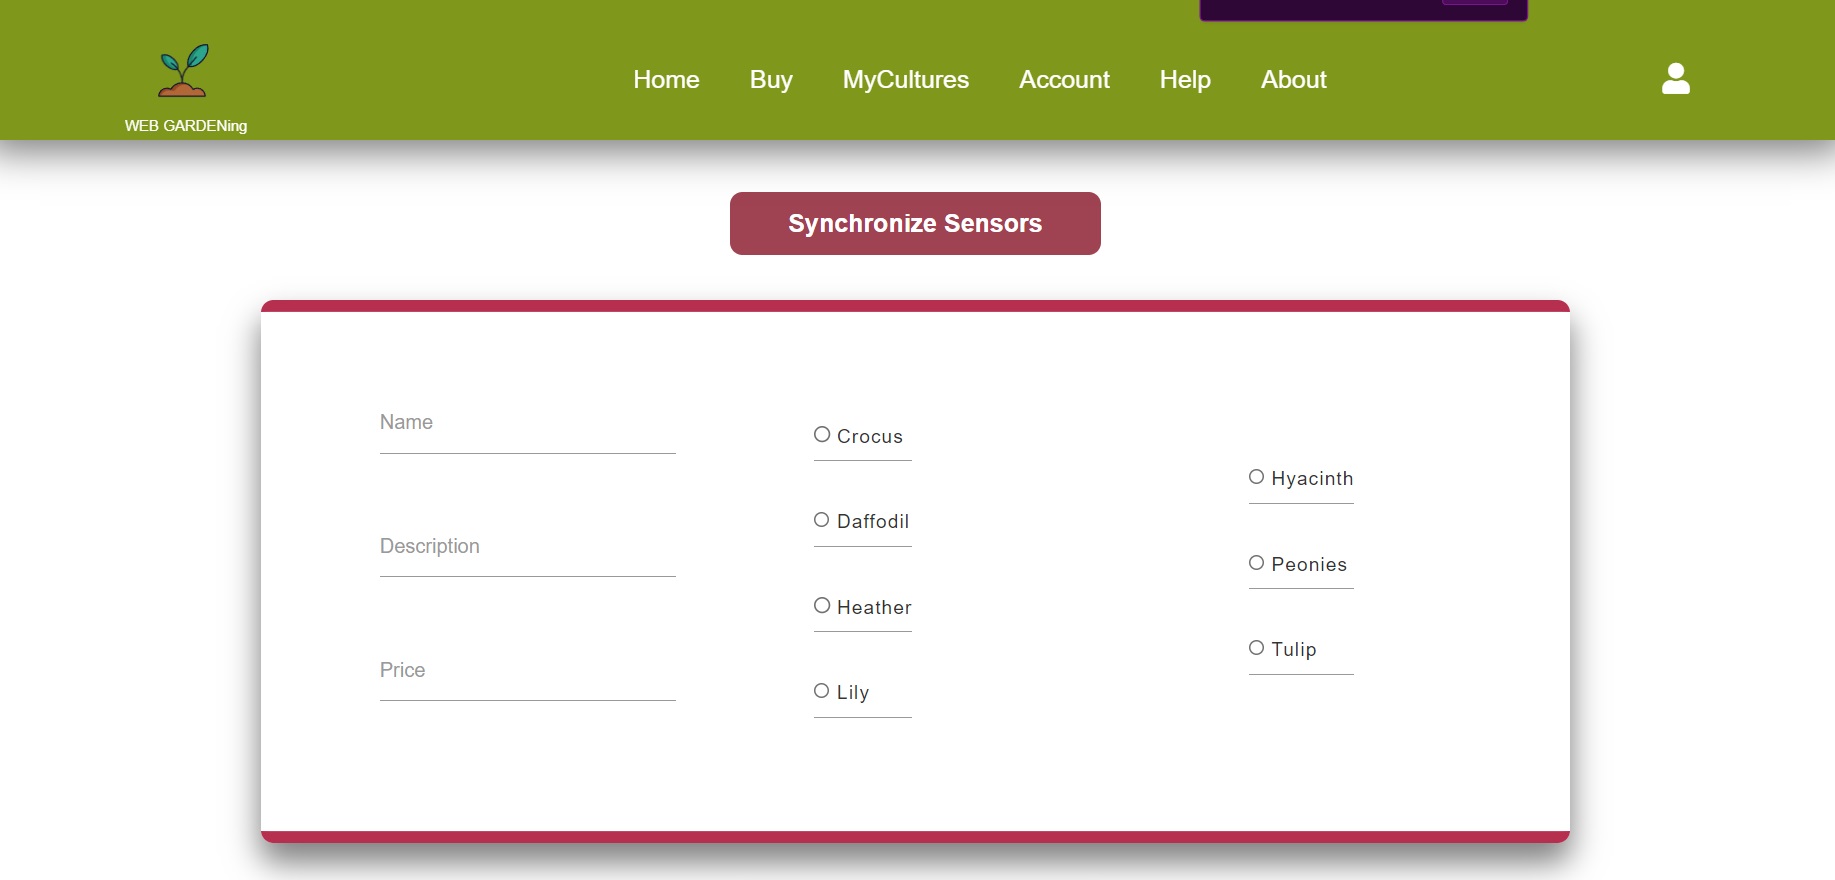 WEB GARDENing
Home Buy MyCultures Account Help About
Synchronize Sensors
Name
Description
Price
Crocus
Daffodil
Heather
Lily
Hyacinth
Peonies
Tulip